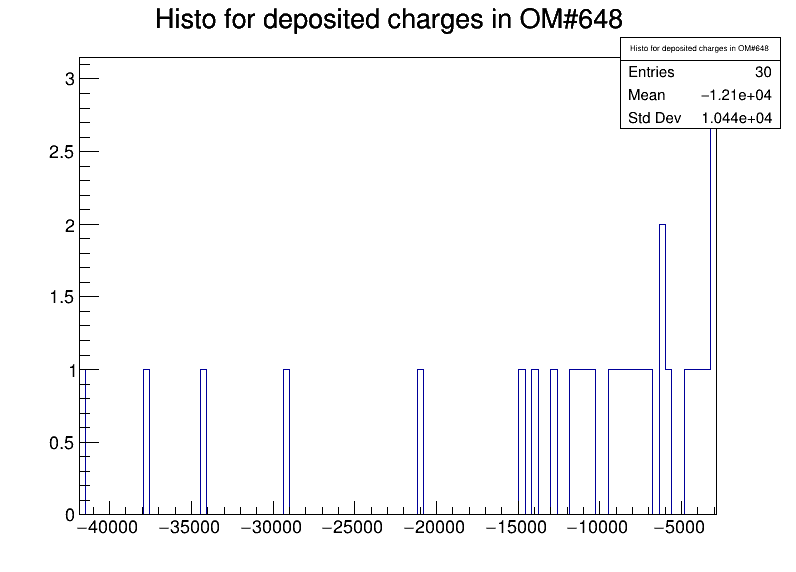 Histo for deposited charges in OM#648
Histo for deposited charges in OM#648
Entries 30
Mean −1.21e+04
Std Dev 1.044e+04
3
2.5
2
1.5
1
0.5
0
−40000 −35000 −30000 −25000 −20000 −15000 −10000 −5000